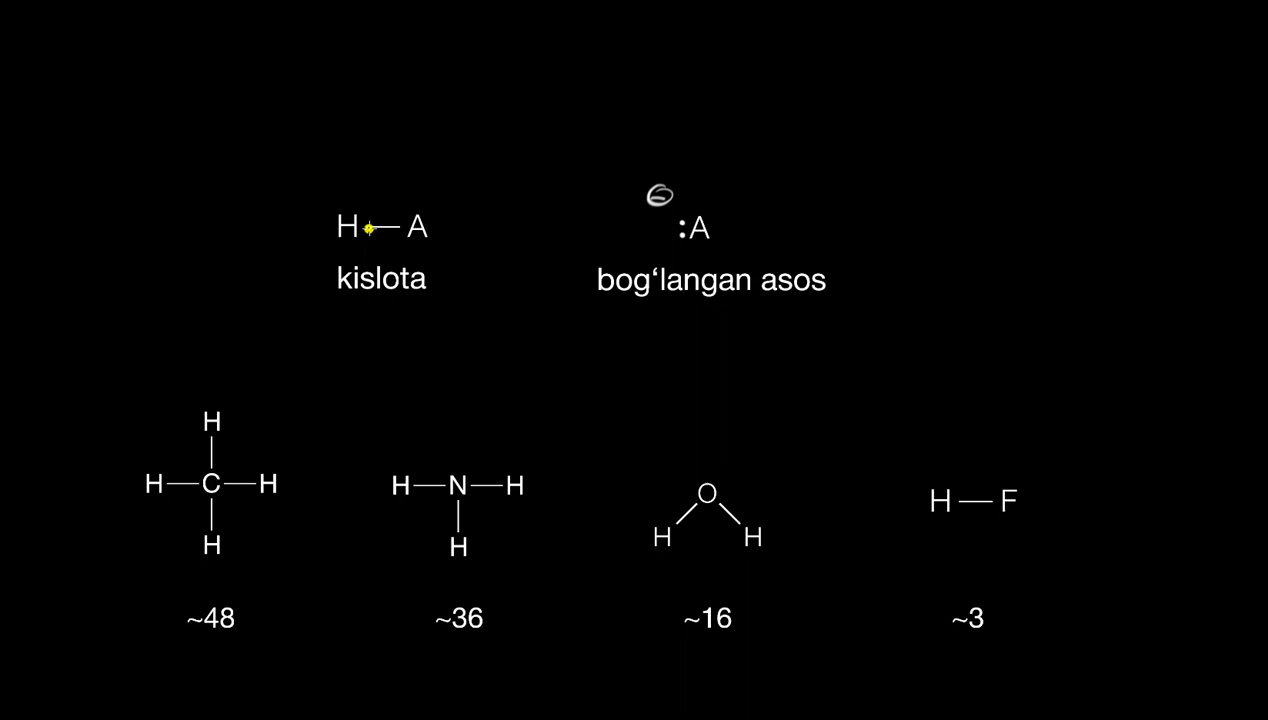 H — A
:A
⊖
kislota
bog‘langan asos
H
H — C — H
H
H — N — H
H
O
H H
H — F
~48
~36
~16
~3